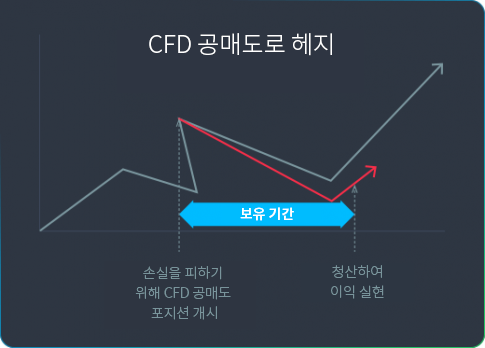 CFD 공매도로 헤지
보유 기간
손실을 피하기
위해 CFD 공매도
포지션 개시
청산하여
이익 실현